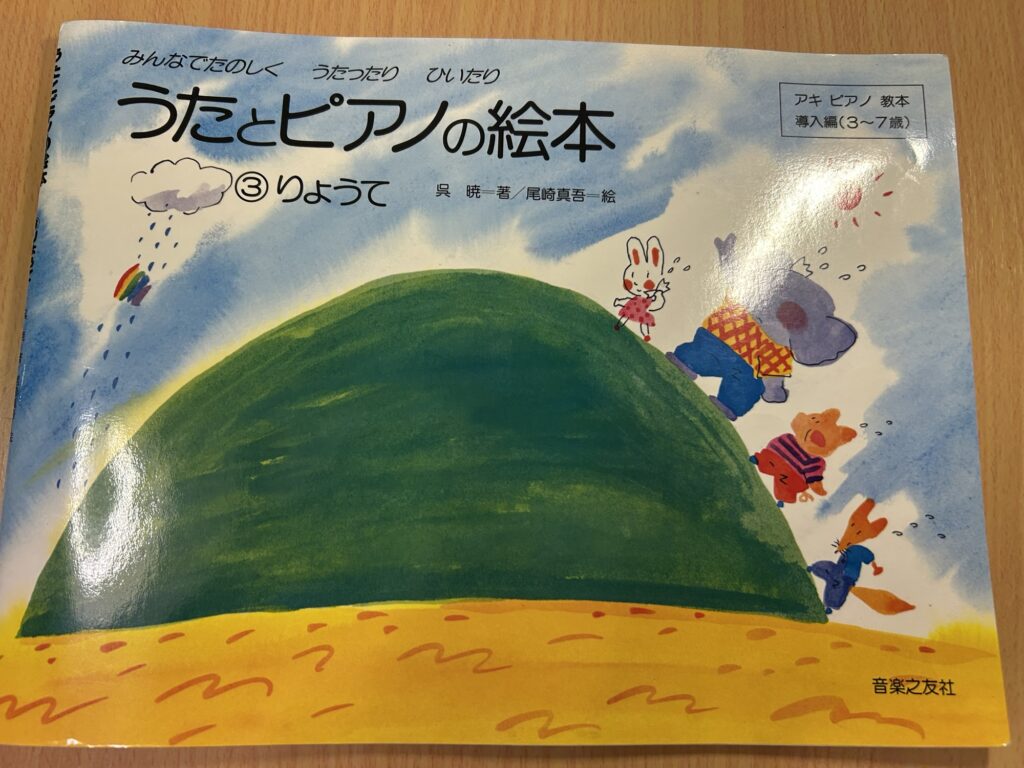 みんなでたのしく うたったり ひいたり
うたとピアノの絵本
③りょうて
呉 暁＝著／尾崎真吾＝絵
アキ ピアノ 教本
導入編(3〜7歳)
音楽之友社